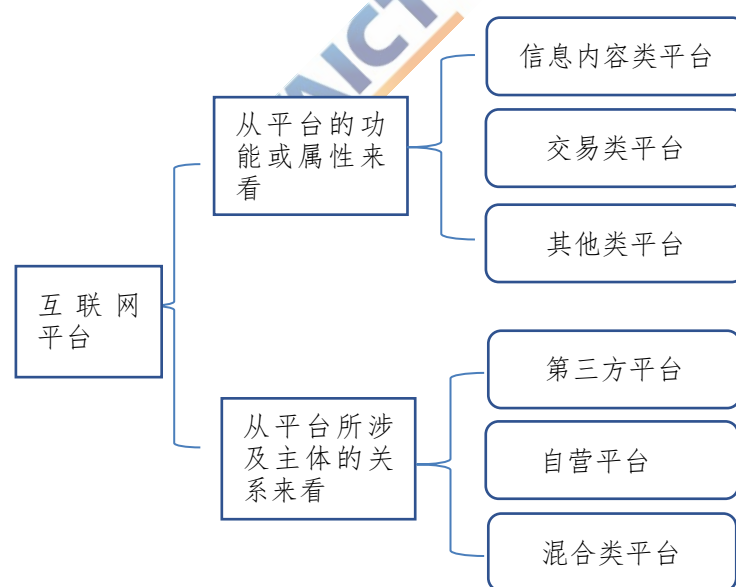 互联网
平台
从平台的功
能或属性来
看
信息内容类平台
交易类平台
其他类平台
从平台所涉
及主体的关
系来看
第三方平台
自营平台
混合类平台